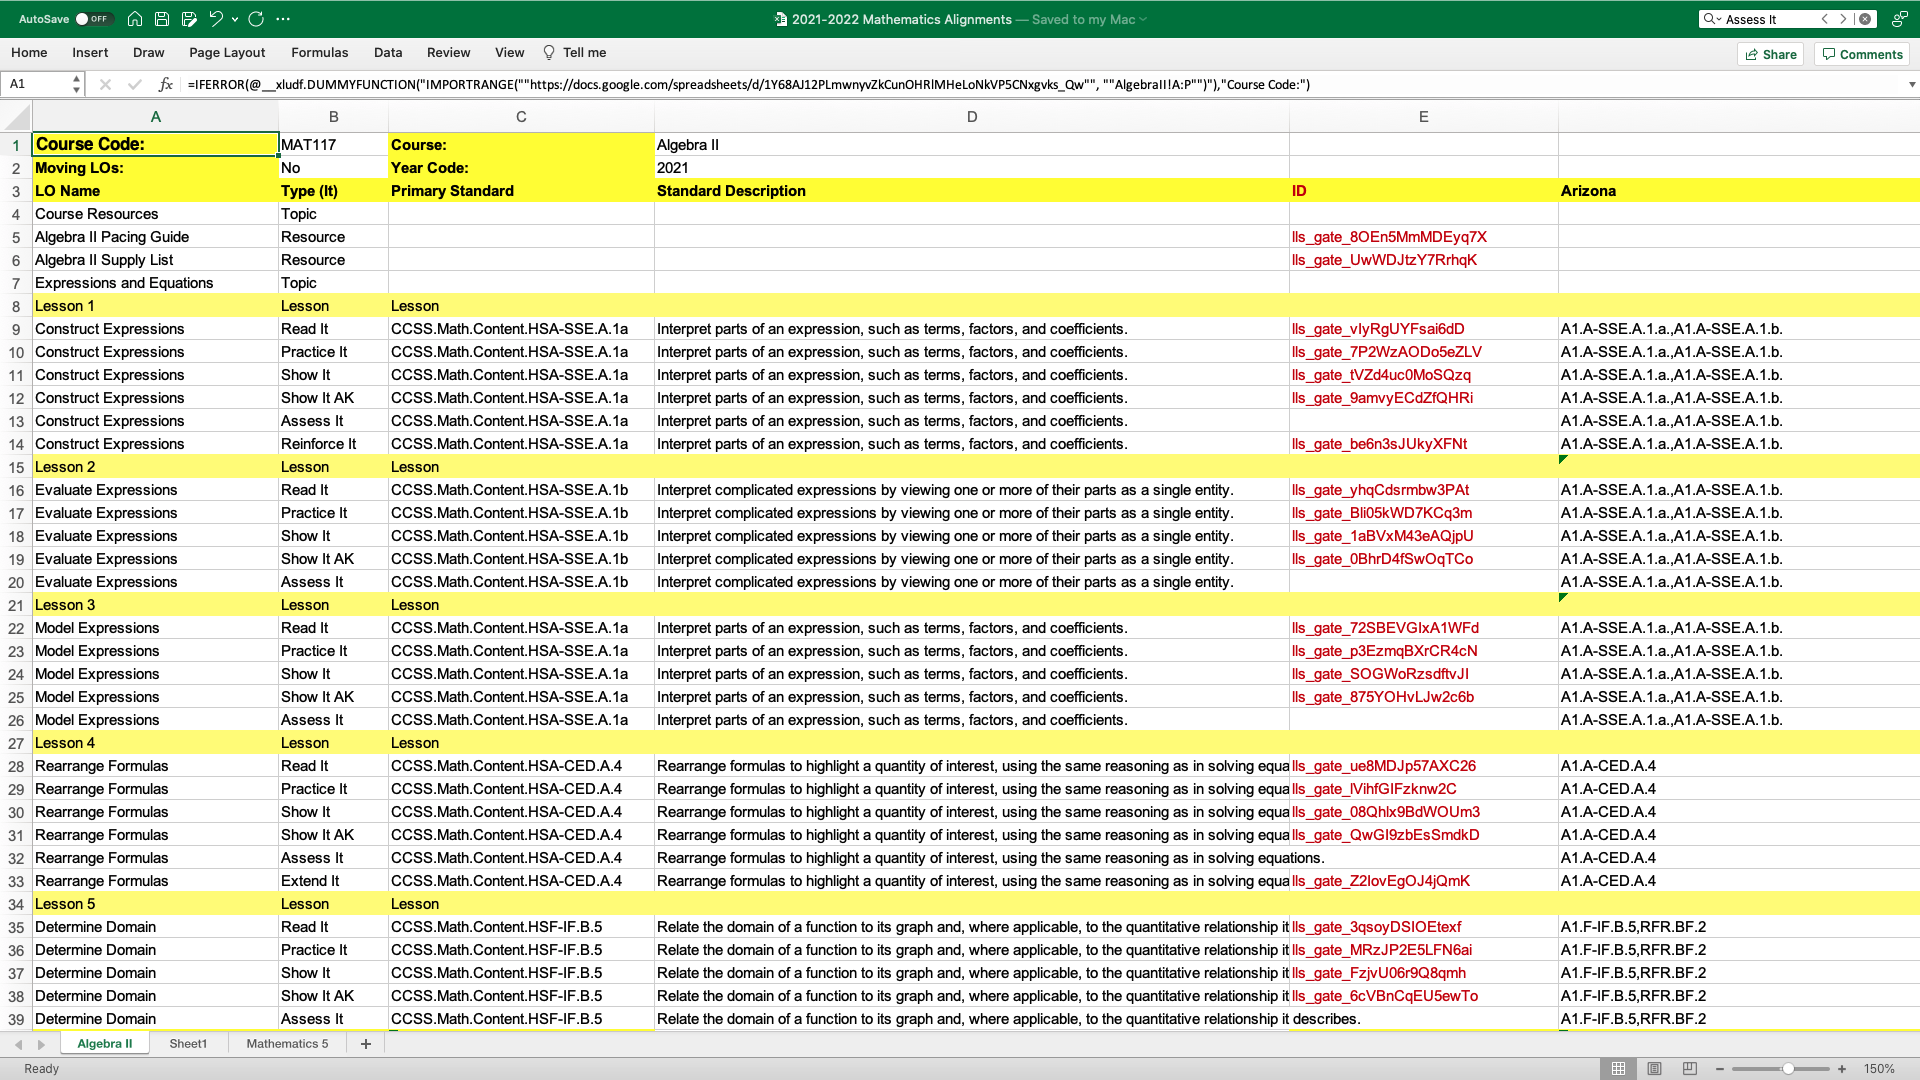 AutoSave OFF 2021-2022 Mathematics Alignments — Saved to my Mac Assess It
Home Insert Draw Page Layout Formulas Data Review View Tell me Share Comments
A1 fx =IFERROR(@__xludf.DUMMYFUNCTION("IMPORTRANGE(""https://docs.google.com/spreadsheets/d/1Y68AJ12PLmwnyvZkCunOHRlMHeLoNkVP5CNxgvks_Qw"", ""AlgebraII!A:P"")"),"Course Code:")
A B C D E
1 Course Code: MAT117 Course: Algebra II
2 Moving LOs: No Year Code: 2021
3 LO Name Type (It) Primary Standard Standard Description ID Arizona
4 Course Resources Topic
5 Algebra II Pacing Guide Resource lls_gate_8OEn5MmMDEyq7X
6 Algebra II Supply List Resource lls_gate_UwWDJtzY7RrhqK
7 Expressions and Equations Topic
8 Lesson 1 Lesson Lesson
9 Construct Expressions Read It CCSS.Math.Content.HSA-SSE.A.1a Interpret parts of an expression, such as terms, factors, and coefficients. lls_gate_vlyRgUYFsai6dD A1.A-SSE.A.1.a.,A1.A-SSE.A.1.b.
10 Construct Expressions Practice It CCSS.Math.Content.HSA-SSE.A.1a Interpret parts of an expression, such as terms, factors, and coefficients. lls_gate_7P2WzAODo5eZLV A1.A-SSE.A.1.a.,A1.A-SSE.A.1.b.
11 Construct Expressions Show It CCSS.Math.Content.HSA-SSE.A.1a Interpret parts of an expression, such as terms, factors, and coefficients. lls_gate_tVZd4uc0MoSQzq A1.A-SSE.A.1.a.,A1.A-SSE.A.1.b.
12 Construct Expressions Show It AK CCSS.Math.Content.HSA-SSE.A.1a Interpret parts of an expression, such as terms, factors, and coefficients. lls_gate_9amvyECdZfQHRi A1.A-SSE.A.1.a.,A1.A-SSE.A.1.b.
13 Construct Expressions Assess It CCSS.Math.Content.HSA-SSE.A.1a Interpret parts of an expression, such as terms, factors, and coefficients. A1.A-SSE.A.1.a.,A1.A-SSE.A.1.b.
14 Construct Expressions Reinforce It CCSS.Math.Content.HSA-SSE.A.1a Interpret parts of an expression, such as terms, factors, and coefficients. lls_gate_be6n3sJUkyXFNt A1.A-SSE.A.1.a.,A1.A-SSE.A.1.b.
15 Lesson 2 Lesson Lesson
16 Evaluate Expressions Read It CCSS.Math.Content.HSA-SSE.A.1b Interpret complicated expressions by viewing one or more of their parts as a single entity. lls_gate_yhqCdsrmbw3PAt A1.A-SSE.A.1.a.,A1.A-SSE.A.1.b.
17 Evaluate Expressions Practice It CCSS.Math.Content.HSA-SSE.A.1b Interpret complicated expressions by viewing one or more of their parts as a single entity. lls_gate_Bli05kWD7KCq3m A1.A-SSE.A.1.a.,A1.A-SSE.A.1.b.
18 Evaluate Expressions Show It CCSS.Math.Content.HSA-SSE.A.1b Interpret complicated expressions by viewing one or more of their parts as a single entity. lls_gate_1aBVxM43eAQjpU A1.A-SSE.A.1.a.,A1.A-SSE.A.1.b.
19 Evaluate Expressions Show It AK CCSS.Math.Content.HSA-SSE.A.1b Interpret complicated expressions by viewing one or more of their parts as a single entity. lls_gate_0BhrD4fSwOqTCo A1.A-SSE.A.1.a.,A1.A-SSE.A.1.b.
20 Evaluate Expressions Assess It CCSS.Math.Content.HSA-SSE.A.1b Interpret complicated expressions by viewing one or more of their parts as a single entity. A1.A-SSE.A.1.a.,A1.A-SSE.A.1.b.
21 Lesson 3 Lesson Lesson
22 Model Expressions Read It CCSS.Math.Content.HSA-SSE.A.1a Interpret parts of an expression, such as terms, factors, and coefficients. lls_gate_72SBEVGIxA1WFd A1.A-SSE.A.1.a.,A1.A-SSE.A.1.b.
23 Model Expressions Practice It CCSS.Math.Content.HSA-SSE.A.1a Interpret parts of an expression, such as terms, factors, and coefficients. lls_gate_p3EzmqBXrCR4cN A1.A-SSE.A.1.a.,A1.A-SSE.A.1.b.
24 Model Expressions Show It CCSS.Math.Content.HSA-SSE.A.1a Interpret parts of an expression, such as terms, factors, and coefficients. lls_gate_SOGWoRzsdftvJI A1.A-SSE.A.1.a.,A1.A-SSE.A.1.b.
25 Model Expressions Show It AK CCSS.Math.Content.HSA-SSE.A.1a Interpret parts of an expression, such as terms, factors, and coefficients. lls_gate_875YOHvLJw2c6b A1.A-SSE.A.1.a.,A1.A-SSE.A.1.b.
26 Model Expressions Assess It CCSS.Math.Content.HSA-SSE.A.1a Interpret parts of an expression, such as terms, factors, and coefficients. A1.A-SSE.A.1.a.,A1.A-SSE.A.1.b.
27 Lesson 4 Lesson Lesson
28 Rearrange Formulas Read It CCSS.Math.Content.HSA-CED.A.4 Rearrange formulas to highlight a quantity of interest, using the same reasoning as in solving equa lls_gate_ue8MDJp57AXC26 A1.A-CED.A.4
29 Rearrange Formulas Practice It CCSS.Math.Content.HSA-CED.A.4 Rearrange formulas to highlight a quantity of interest, using the same reasoning as in solving equa lls_gate_lVihfGIFzknw2C A1.A-CED.A.4
30 Rearrange Formulas Show It CCSS.Math.Content.HSA-CED.A.4 Rearrange formulas to highlight a quantity of interest, using the same reasoning as in solving equa lls_gate_08Qhlx9BdWOUm3 A1.A-CED.A.4
31 Rearrange Formulas Show It AK CCSS.Math.Content.HSA-CED.A.4 Rearrange formulas to highlight a quantity of interest, using the same reasoning as in solving equa lls_gate_QwGI9zbEsSmdkD A1.A-CED.A.4
32 Rearrange Formulas Assess It CCSS.Math.Content.HSA-CED.A.4 Rearrange formulas to highlight a quantity of interest, using the same reasoning as in solving equations. A1.A-CED.A.4
33 Rearrange Formulas Extend It CCSS.Math.Content.HSA-CED.A.4 Rearrange formulas to highlight a quantity of interest, using the same reasoning as in solving equa lls_gate_Z2lovEgOJ4jQmK A1.A-CED.A.4
34 Lesson 5 Lesson Lesson
35 Determine Domain Read It CCSS.Math.Content.HSF-IF.B.5 Relate the domain of a function to its graph and, where applicable, to the quantitative relationship it lls_gate_3qsoyDSIOEtexf A1.F-IF.B.5,RFR.BF.2
36 Determine Domain Practice It CCSS.Math.Content.HSF-IF.B.5 Relate the domain of a function to its graph and, where applicable, to the quantitative relationship it lls_gate_MRzJP2E5LFN6ai A1.F-IF.B.5,RFR.BF.2
37 Determine Domain Show It CCSS.Math.Content.HSF-IF.B.5 Relate the domain of a function to its graph and, where applicable, to the quantitative relationship it lls_gate_FzjvU06r9Q8qmh A1.F-IF.B.5,RFR.BF.2
38 Determine Domain Show It AK CCSS.Math.Content.HSF-IF.B.5 Relate the domain of a function to its graph and, where applicable, to the quantitative relationship it lls_gate_6cVBnCqEU5ewTo A1.F-IF.B.5,RFR.BF.2
39 Determine Domain Assess It CCSS.Math.Content.HSF-IF.B.5 Relate the domain of a function to its graph and, where applicable, to the quantitative relationship it describes. A1.F-IF.B.5,RFR.BF.2
Algebra II Sheet1 Mathematics 5 +
Ready 150%